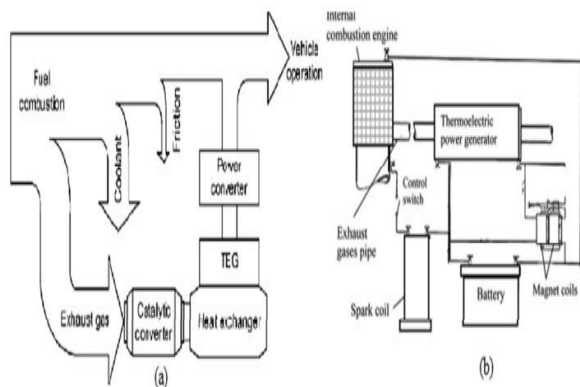 Vehicle
operation
Fuel
combustion
Coolant
Friction
Power
converter
TEG
Exhaust gas
Catalytic
converter
Heat exchanger
(a)
Internal
combustion engine
Thermoelectric
power generator
Control
switch
Exhaust
gases pipe
Spark coil
Battery
Magnet coils
(b)